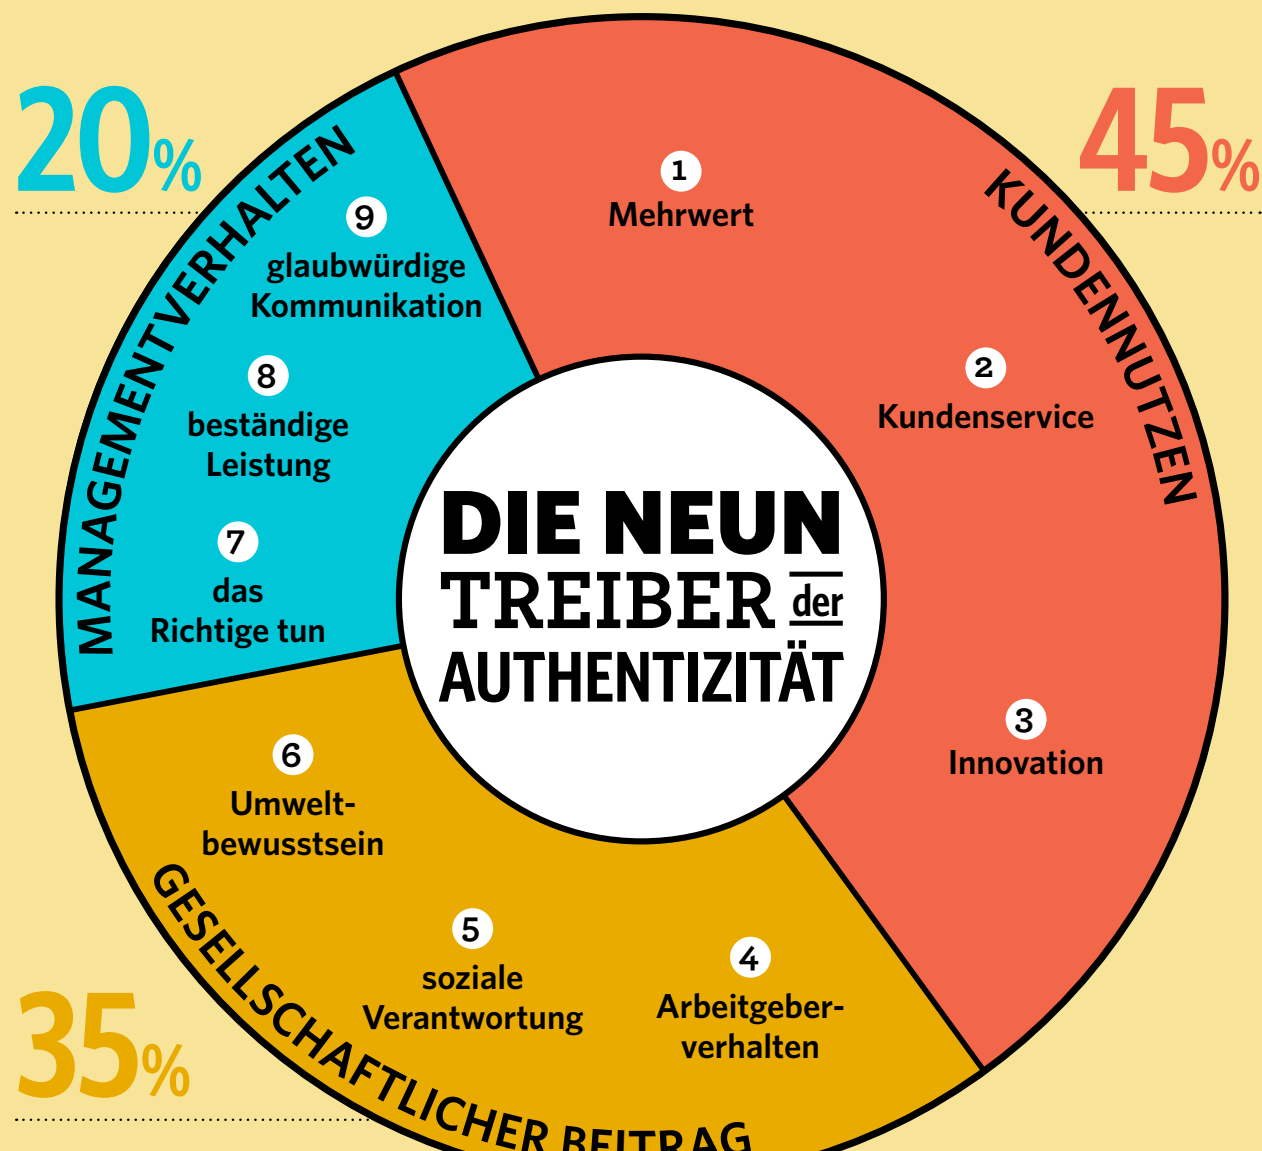 20%
45%
MANAGEMENTVERHALTEN
KUNDENNUTZEN
1
Mehrwert
2
Kundenservice
3
Innovation
4
Arbeitgeber-
verhalten
5
soziale
Verantwortung
6
Umwelt-
bewusstsein
7
das
Richtige tun
8
beständige
Leistung
9
glaubwürdige
Kommunikation
DIE NEUN
TREIBER der
AUTHENTIZITÄT
35%
GESELLSCHAFTLICHER BEITRAG